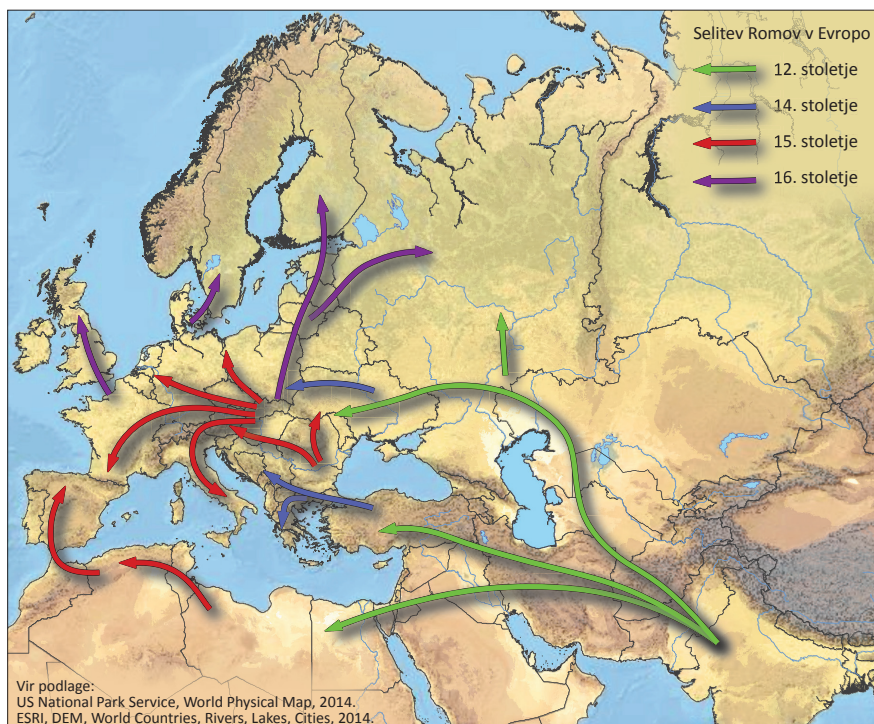 Selitev Romov v Evropo
12. stoletje
14. stoletje
15. stoletje
16. stoletje
Vir podlage:
US National Park Service, World Physical Map, 2014.
ESRI, DEM, World Countries, Rivers, Lakes, Cities, 2014.